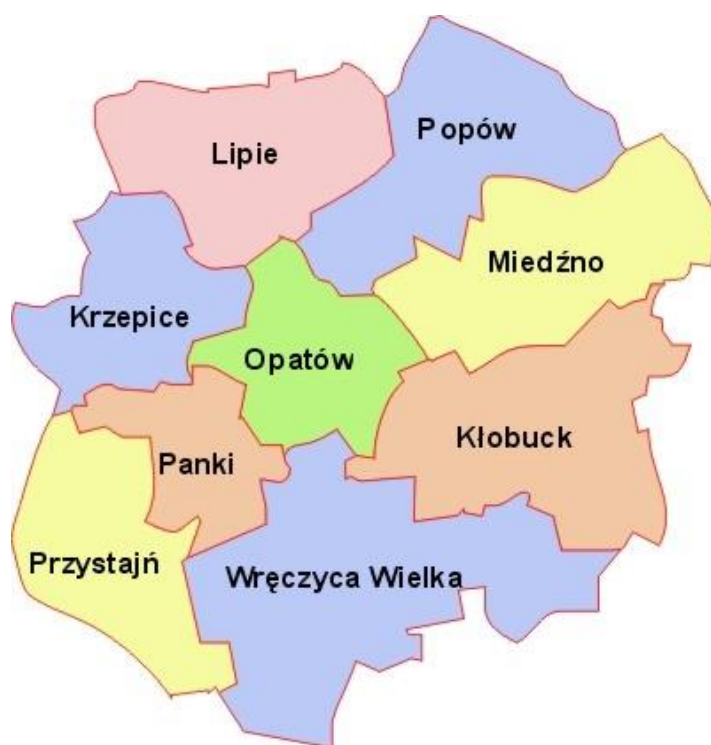 Popów
Lipie
Miedźno
Krzepice
Opatów
Kłobuck
Panki
Przystajń
Wręczyca Wielka